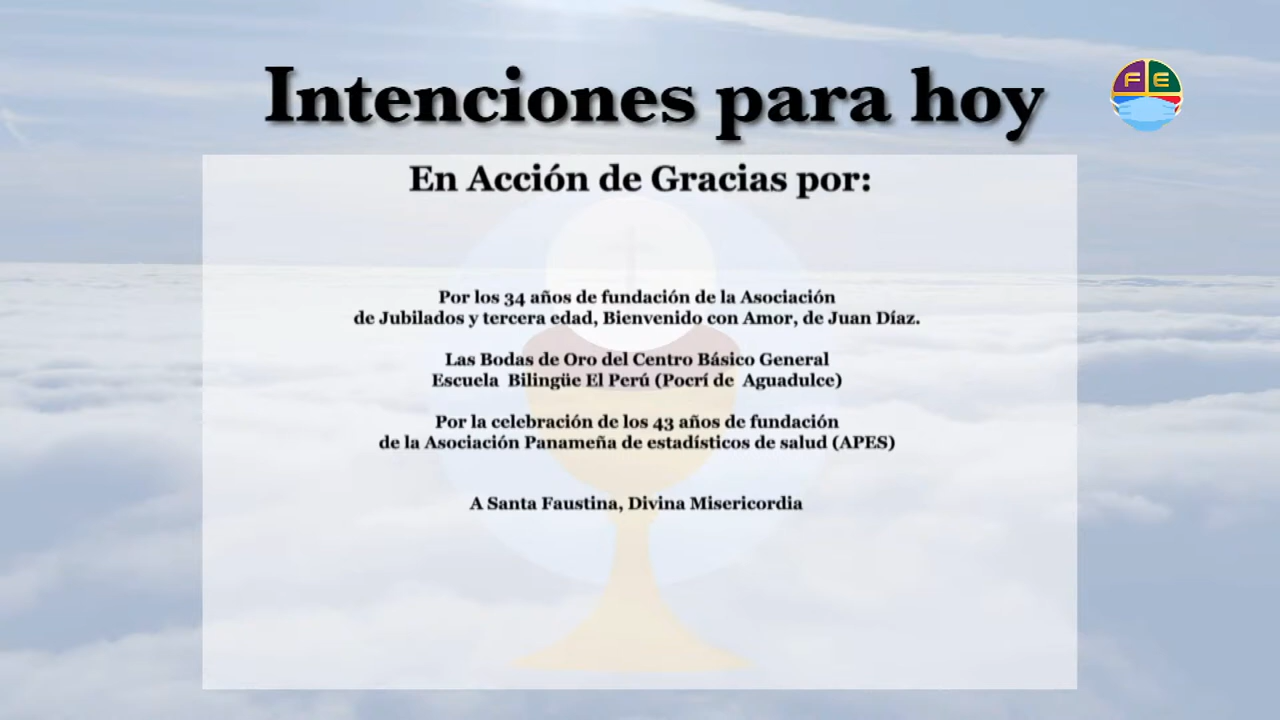 Intenciones para hoy
FE
En Acción de Gracias por:
Por los 34 años de fundación de la Asociación
de Jubilados y tercera edad, Bienvenido con Amor, de Juan Díaz.
Las Bodas de Oro del Centro Básico General
Escuela Bilingüe El Perú (Pocrí de Aguadulce)
Por la celebración de los 43 años de fundación
de la Asociación Panameña de estadísticos de salud (APES)
A Santa Faustina, Divina Misericordia